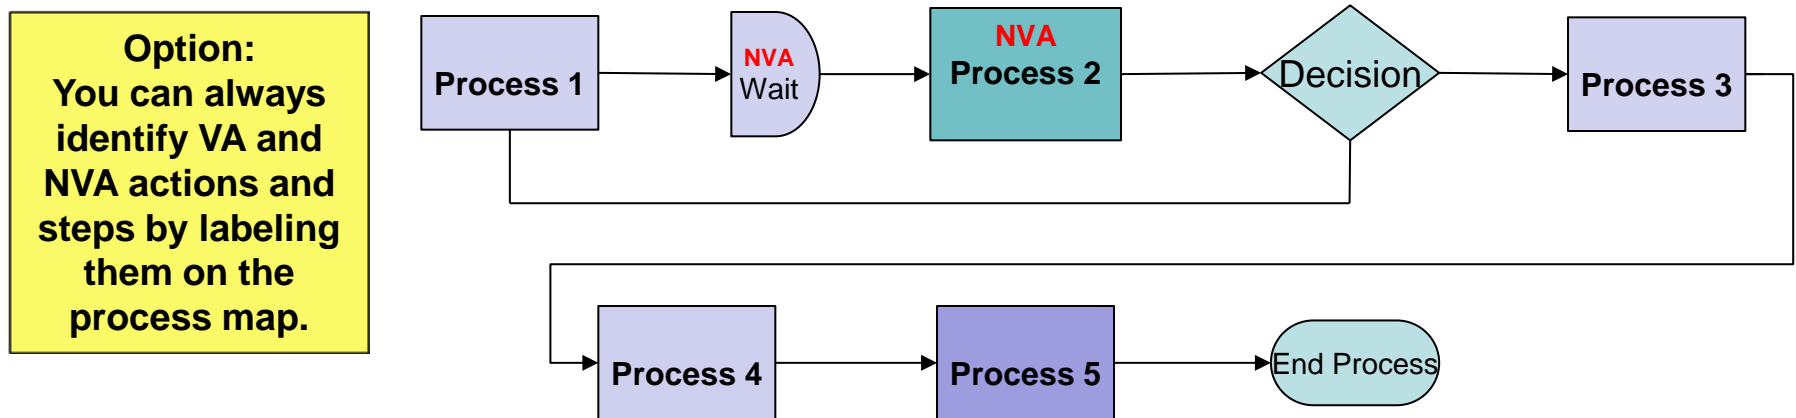 Option:
You can always
identify VA and
NVA actions and
steps by labeling
them on the
process map.
Process 1
NVA
Wait
NVA
Process 2
Decision
Process 3
Process 4
Process 5
End Process